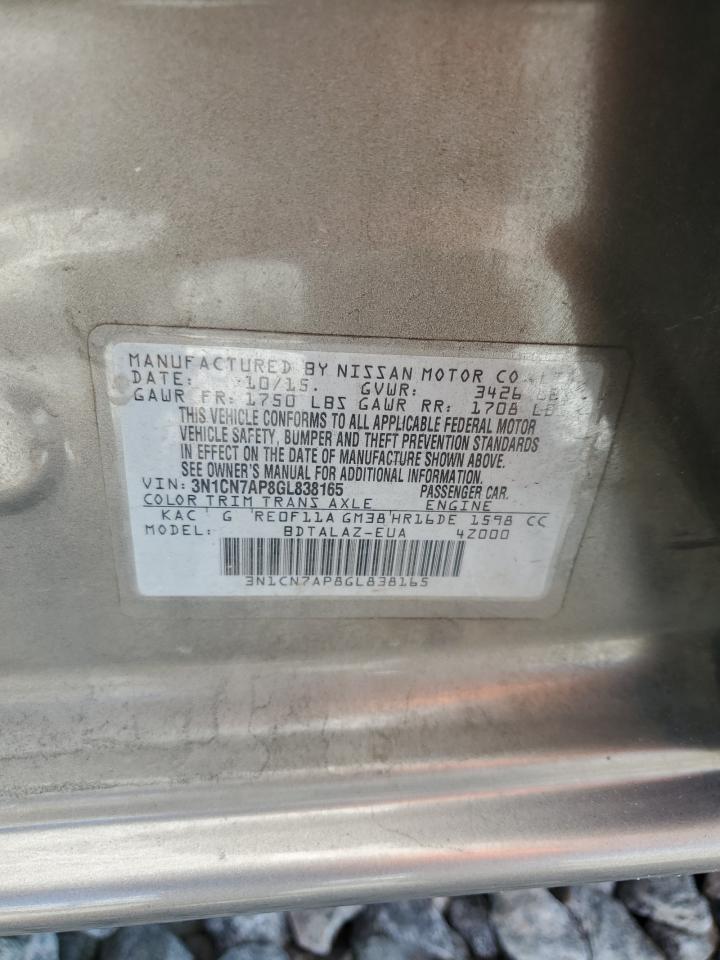 MANUFACTURED BY NISSAN MOTOR CO
DATE: 10/15. GVWR: 3426
GAWR FR: 1750 LBS GAWR RR: 1708 LB
THIS VEHICLE CONFORMS TO ALL APPLICABLE FEDERAL MOTOR
VEHICLE SAFETY, BUMPER AND THEFT PREVENTION STANDARDS
IN EFFECT ON THE DATE OF MANUFACTURE SHOWN ABOVE.
SEE OWNER'S MANUAL FOR ADDITIONAL INFORMATION.
VIN: 3N1CN7AP8GL838165 PASSENGER CAR.
COLOR TRIM TRANS AXLE ENGINE
KAC G RE0F11A GM38 HR16DE 1598 CC
MODEL: BDTALAZ-EUA 4Z000
3N1CN7AP8GL838165